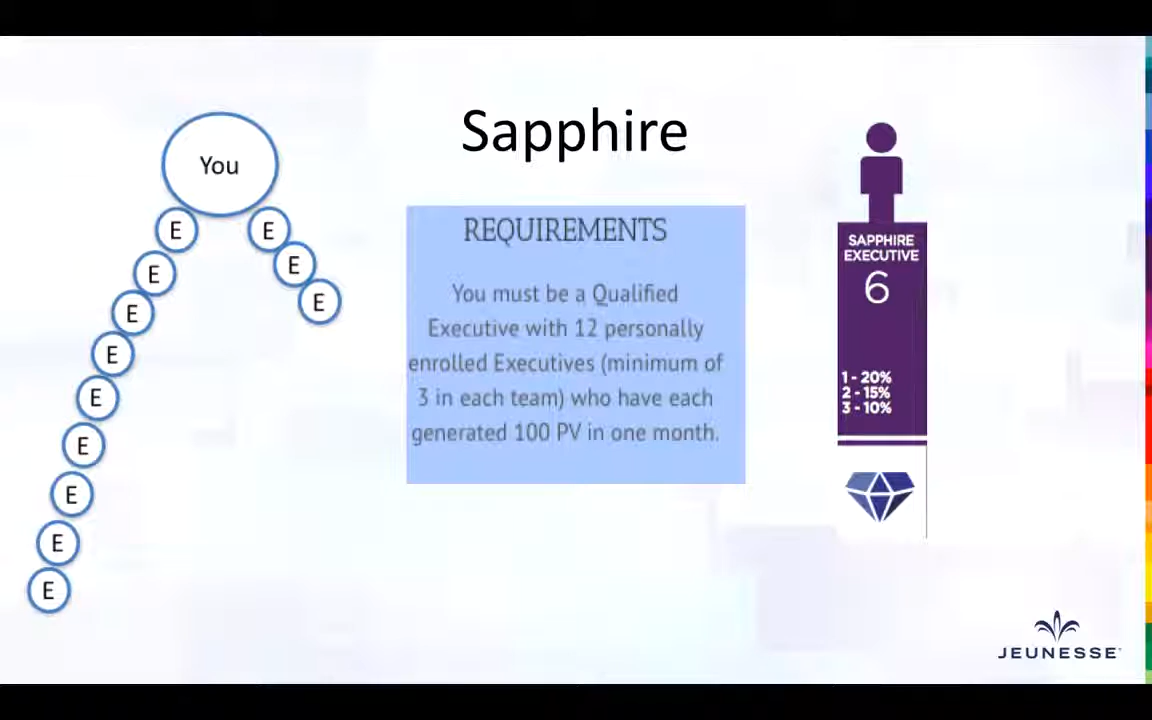 Sapphire
You
E
E
E
E
E
E
E
E
E
E
E
E
REQUIREMENTS
You must be a Qualified
Executive with 12 personally
enrolled Executives (minimum of
3 in each team) who have each
generated 100 PV in one month.
SAPPHIRE
EXECUTIVE
6
1 - 20%
2 - 15%
3 - 10%
JEUNESSE